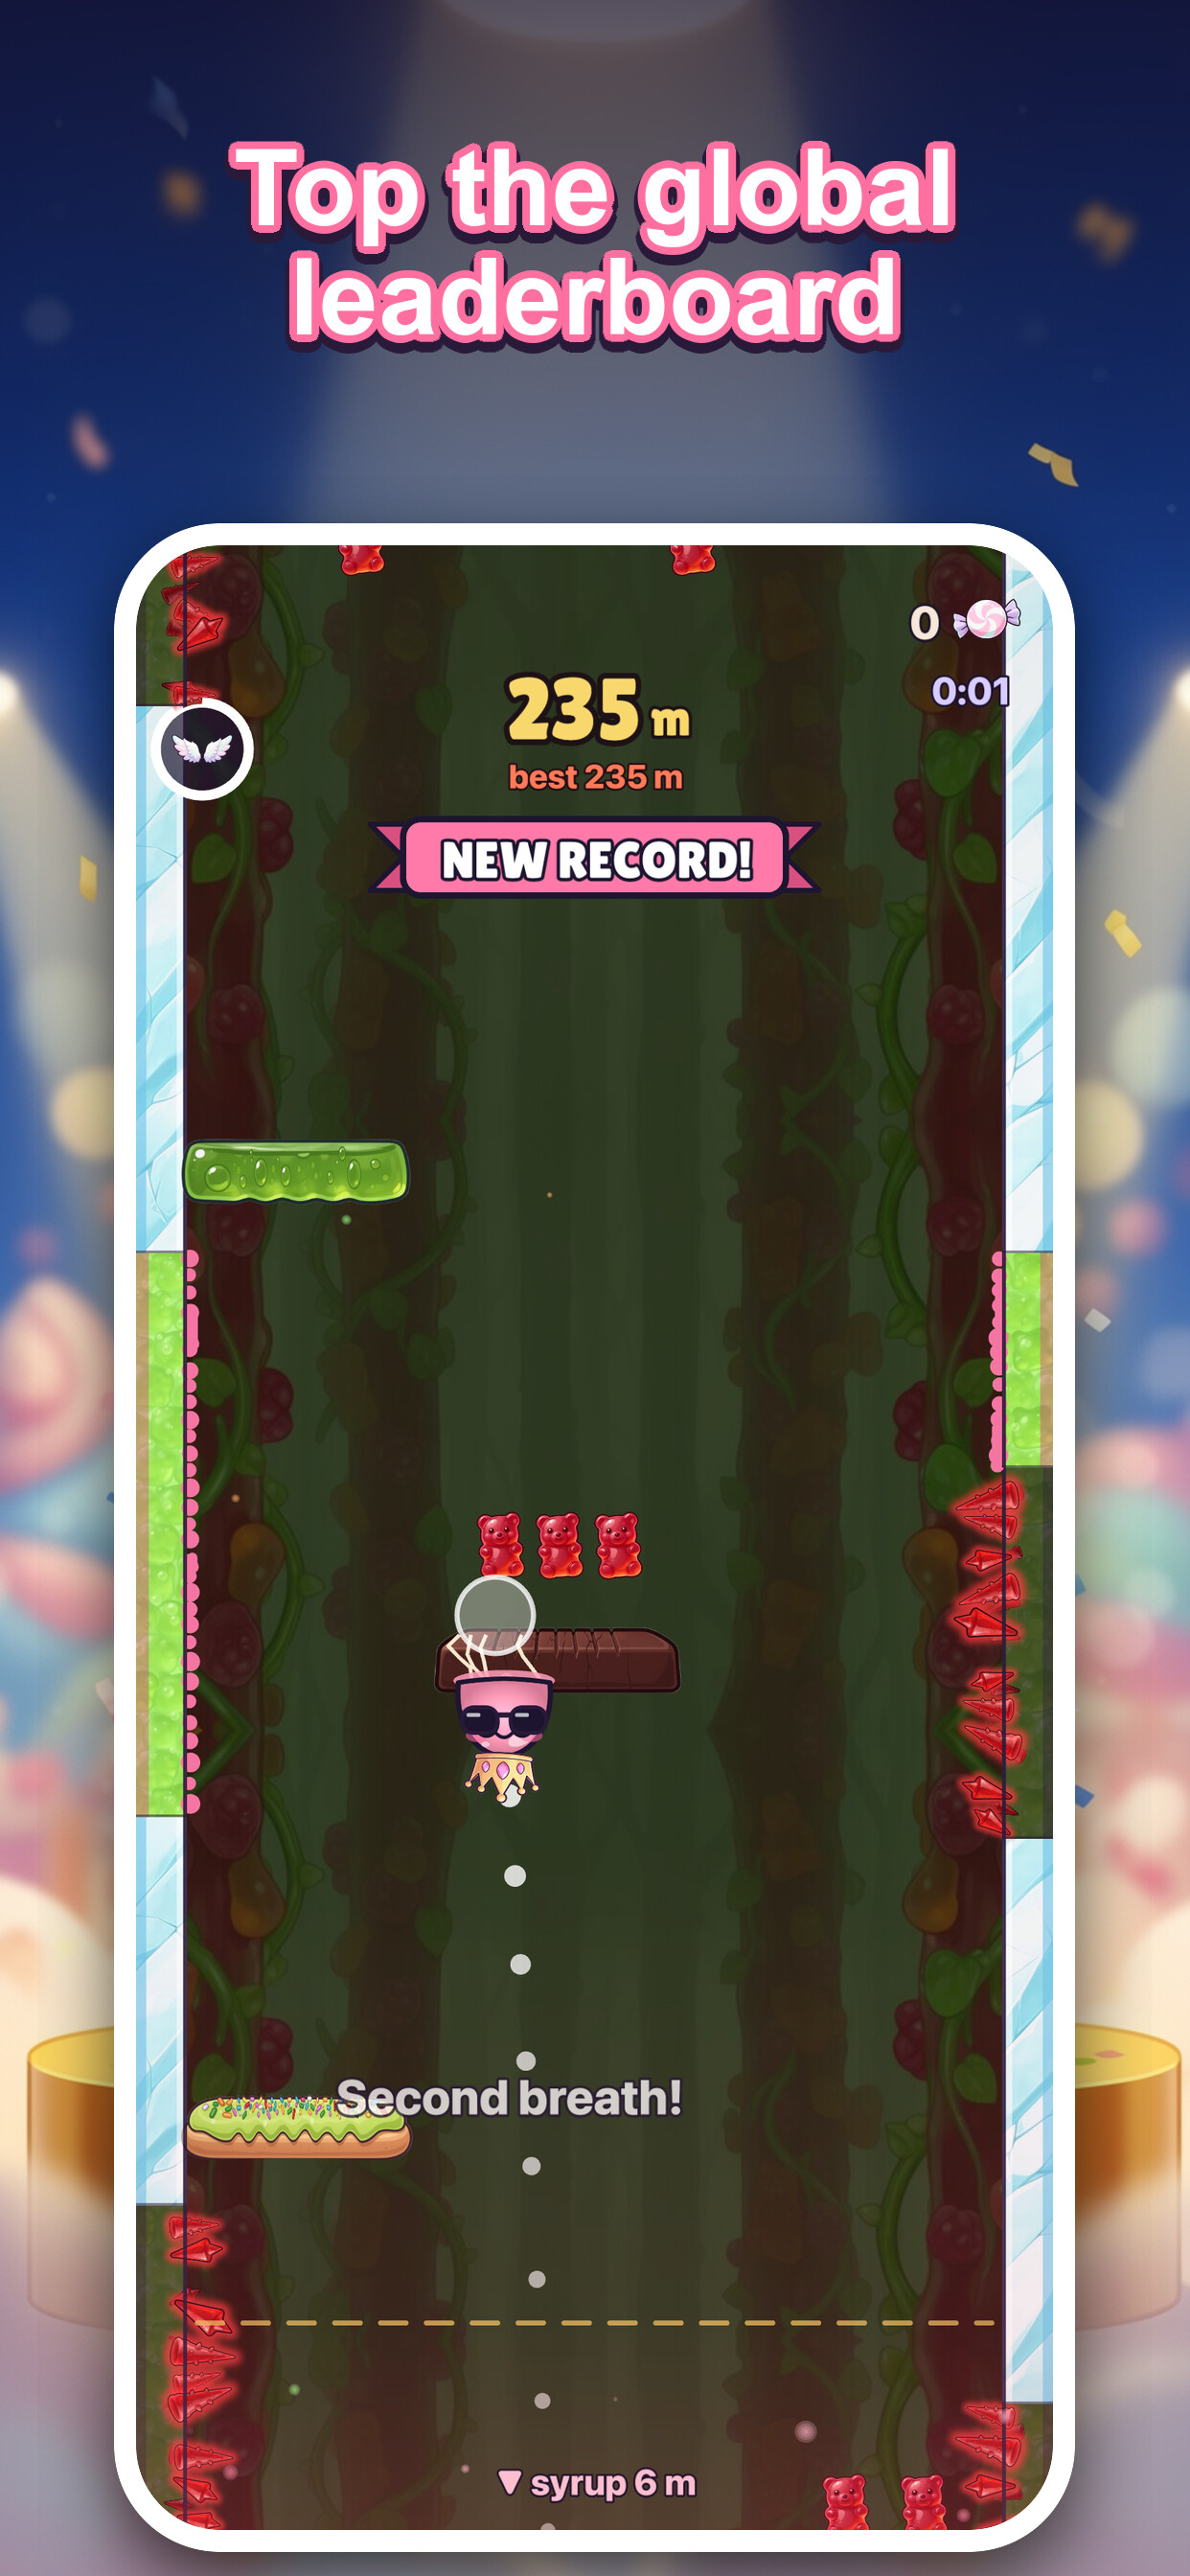 Top the global
leaderboard
0
0:01
235 m
best 235 m
NEW RECORD!
Second breath!
▼ syrup 6 m